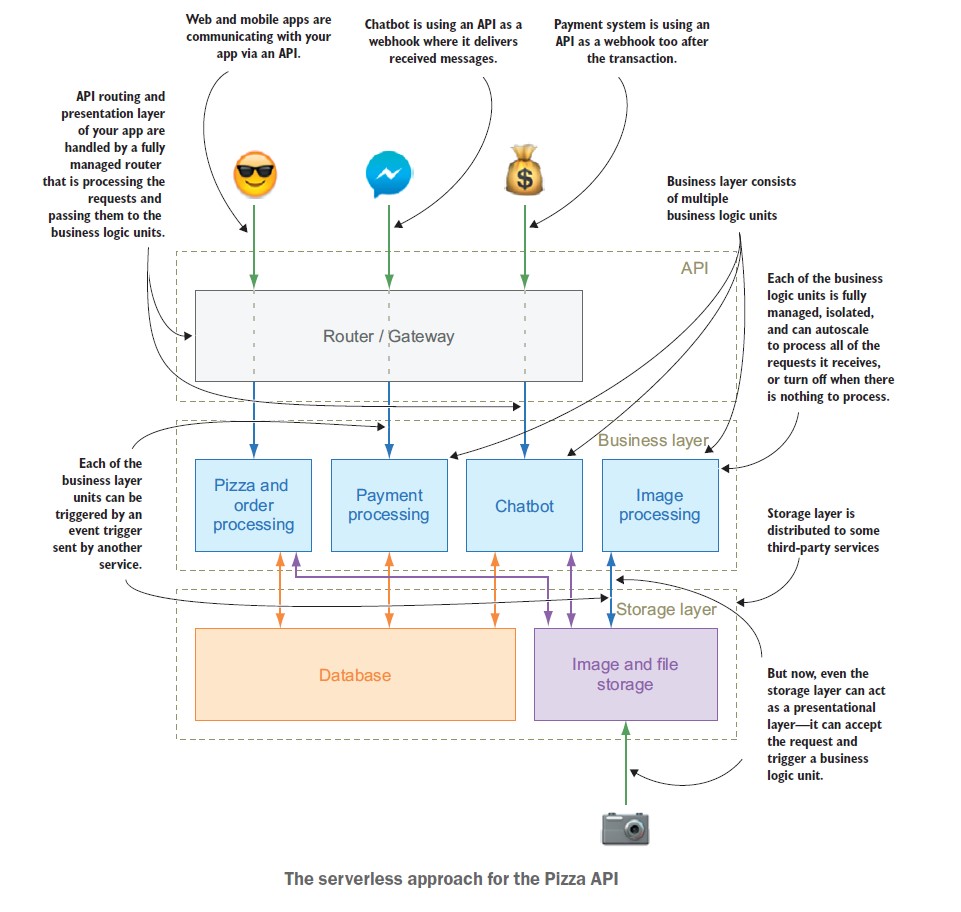 Web and mobile apps are
communicating with your
app via an API.
Chatbot is using an API as a
webhook where it delivers
received messages.
Payment system is using an
API as a webhook too after
the transaction.
API routing and
presentation layer
of your app are
handled by a fully
managed router
that is processing the
requests and
passing them to the
business logic units.
Business layer consists
of multiple
business logic units
API
Each of the business
logic units is fully
managed, isolated,
and can autoscale
to process all of the
requests it receives,
or turn off when there
is nothing to process.
Router / Gateway
Business layer
Each of the
business layer
units can be
triggered by an
event trigger
sent by another
service.
Pizza and
order
processing
Payment
processing
Chatbot
Image
processing
Storage layer is
distributed to some
third-party services
Storage layer
Database
Image and file
storage
But now, even the
storage layer can act
as a presentational
layer—it can accept
the request and
trigger a business
logic unit.
The serverless approach for the Pizza API